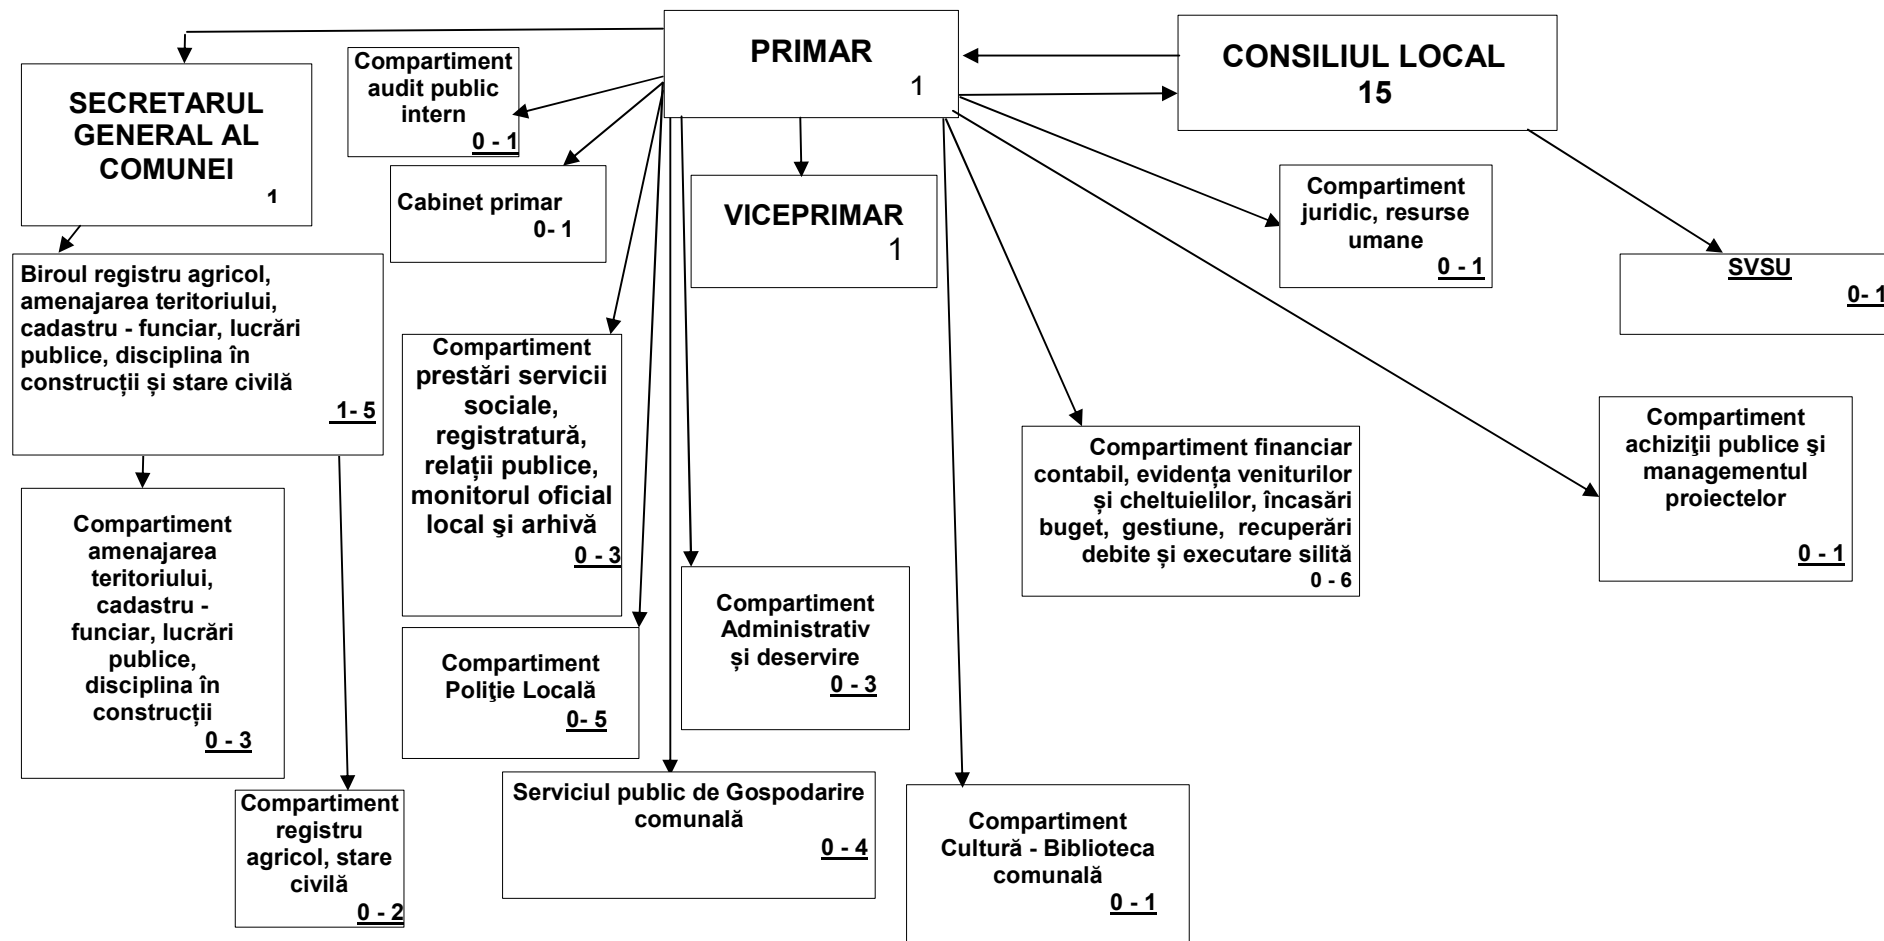 PRIMAR
1
CONSILIUL LOCAL
15
SECRETARUL
GENERAL AL
COMUNEI
1
Compartiment
audit public
intern
0 - 1
Cabinet primar
0- 1
VICEPRIMAR
1
Compartiment
juridic, resurse
umane
0 - 1
SVSU
0- 1
Biroul registru agricol,
amenajarea teritoriului,
cadastru - funciar, lucrări
publice, disciplina în
construcții și stare civilă
1- 5
Compartiment
prestări servicii
sociale,
registratură,
relații publice,
monitorul oficial
local şi arhivă
0 - 3
Compartiment financiar
contabil, evidența veniturilor
și cheltuielilor, încasări
buget, gestiune, recuperări
debite și executare silită
0 - 6
Compartiment
achiziţii publice şi
managementul
proiectelor
0 - 1
Compartiment
amenajarea
teritoriului,
cadastru -
funciar, lucrări
publice,
disciplina în
construcții
0 - 3
Compartiment
Poliţie Locală
0- 5
Compartiment
Administrativ
și deservire
0 - 3
Compartiment
registru
agricol, stare
civilă
0 - 2
Serviciul public de Gospodarire
comunală
0 - 4
Compartiment
Cultură - Biblioteca
comunală
0 - 1